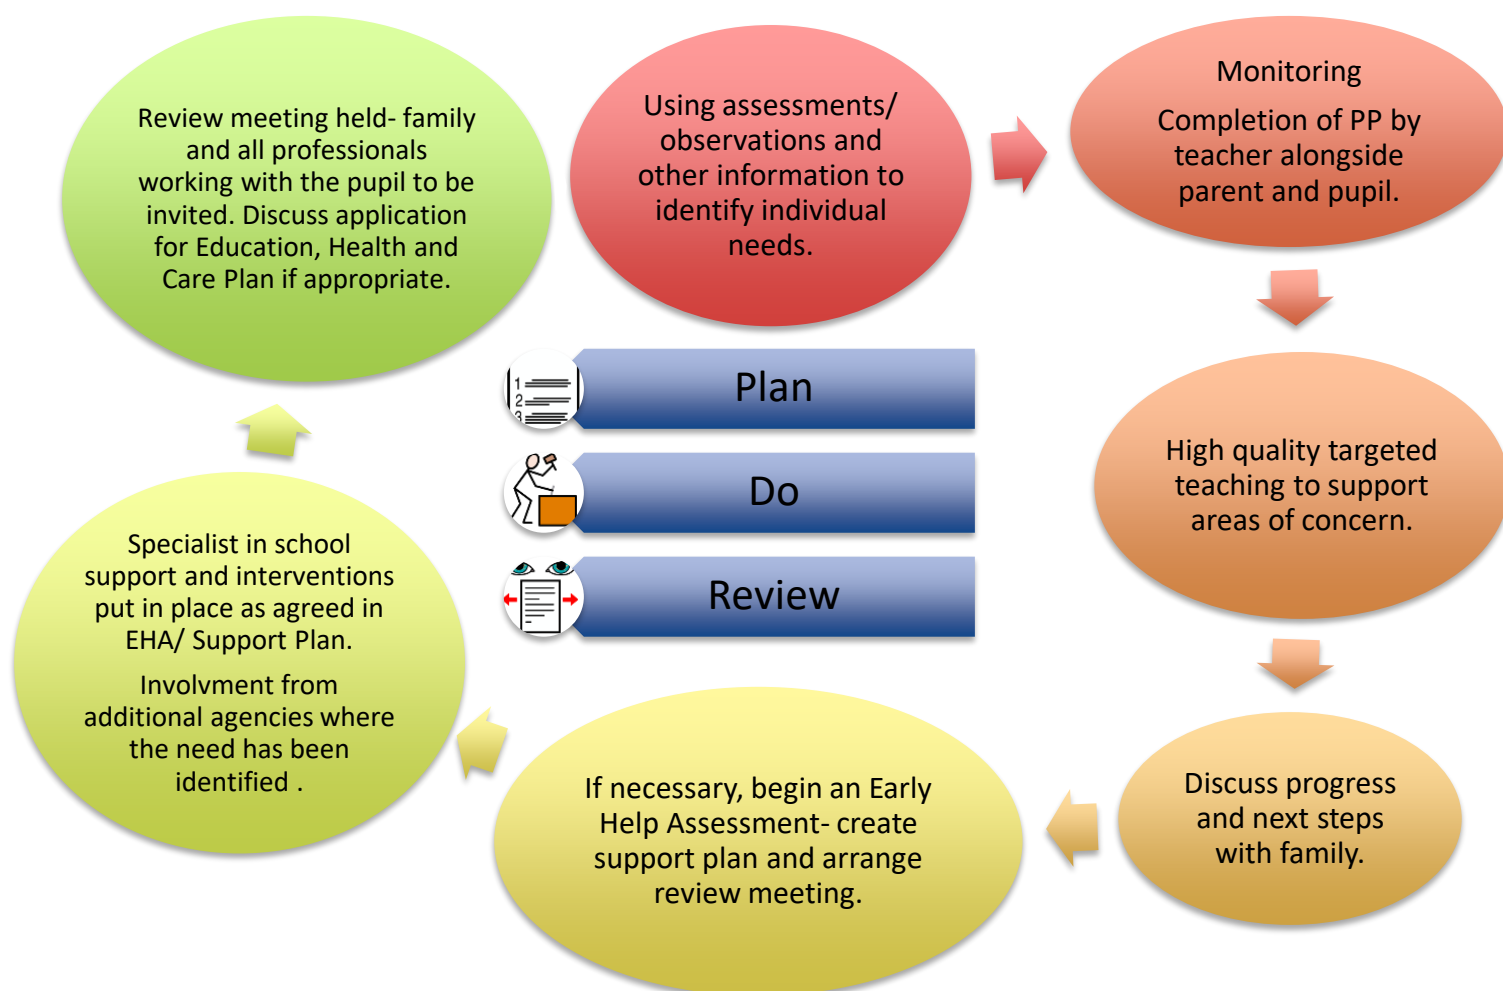 Using assessments/
observations and
other information to
identify individual
needs.
Monitoring
Completion of PP by
teacher alongside
parent and pupil.
High quality targeted
teaching to support
areas of concern.
Discuss progress
and next steps
with family.
If necessary, begin an Early
Help Assessment- create
support plan and arrange
review meeting.
Specialist in school
support and interventions
put in place as agreed in
EHA/ Support Plan.
Involvment from
additional agencies where
the need has been
identified .
Review meeting held- family
and all professionals
working with the pupil to be
invited. Discuss application
for Education, Health and
Care Plan if appropriate.
1
2
3
Plan
Do
Review